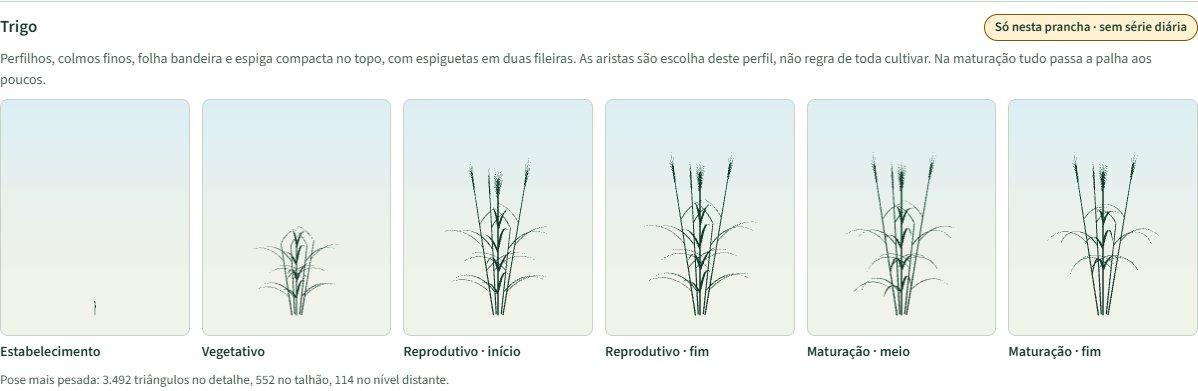 Trigo
Só nesta prancha · sem série diária
Perfilhos, colmos finos, folha bandeira e espiga compacta no topo, com espiguetas em duas fileiras. As aristas são escolha deste perfil, não regra de toda cultivar. Na maturação tudo passa a palha aos
poucos.
Estabelecimento
Vegetativo
Reprodutivo · início
Reprodutivo · fim
Maturação · meio
Maturação · fim
Pose mais pesada: 3.492 triângulos no detalhe, 552 no talhão, 114 no nível distante.